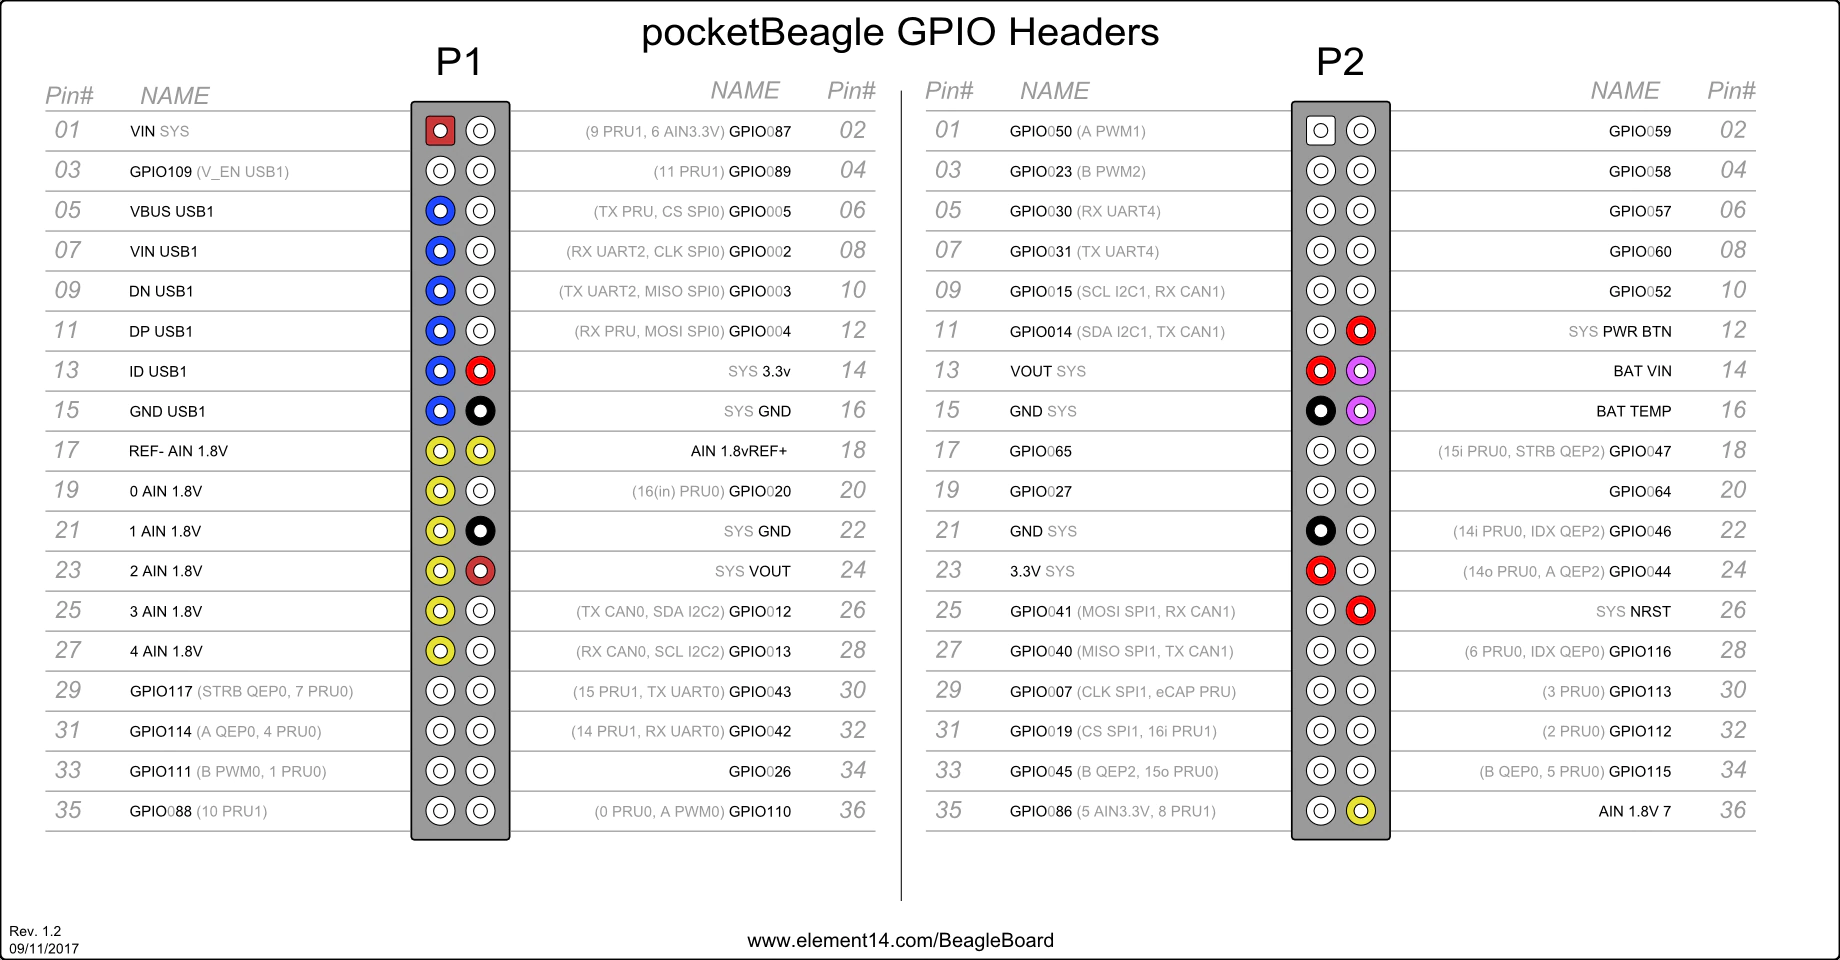 pocketBeagle GPIO Headers
P1 P2
Pin# NAME NAME Pin# Pin# NAME NAME Pin#
01 VIN SYS (9 PRU1, 6 AIN3.3V) GPIO087 02 01 GPIO050 (A PWM1) GPIO059 02
03 GPIO109 (V_EN USB1) (11 PRU1) GPIO089 04 03 GPIO023 (B PWM2) GPIO058 04
05 VBUS USB1 (TX PRU, CS SPI0) GPIO005 06 05 GPIO030 (RX UART4) GPIO057 06
07 VIN USB1 (RX UART2, CLK SPI0) GPIO002 08 07 GPIO031 (TX UART4) GPIO060 08
09 DN USB1 (TX UART2, MISO SPI0) GPIO003 10 09 GPIO015 (SCL I2C1, RX CAN1) GPIO052 10
11 DP USB1 (RX PRU, MOSI SPI0) GPIO004 12 11 GPIO014 (SDA I2C1, TX CAN1) SYS PWR BTN 12
13 ID USB1 SYS 3.3v 14 13 VOUT SYS BAT VIN 14
15 GND USB1 SYS GND 16 15 GND SYS BAT TEMP 16
17 REF- AIN 1.8V AIN 1.8vREF+ 18 17 GPIO065 (15i PRU0, STRB QEP2) GPIO047 18
19 0 AIN 1.8V (16(in) PRU0) GPIO020 20 19 GPIO027 GPIO064 20
21 1 AIN 1.8V SYS GND 22 21 GND SYS (14i PRU0, IDX QEP2) GPIO046 22
23 2 AIN 1.8V SYS VOUT 24 23 3.3V SYS (14o PRU0, A QEP2) GPIO044 24
25 3 AIN 1.8V (TX CAN0, SDA I2C2) GPIO012 26 25 GPIO041 (MOSI SPI1, RX CAN1) SYS NRST 26
27 4 AIN 1.8V (RX CAN0, SCL I2C2) GPIO013 28 27 GPIO040 (MISO SPI1, TX CAN1) (6 PRU0, IDX QEP0) GPIO116 28
29 GPIO117 (STRB QEP0, 7 PRU0) (15 PRU1, TX UART0) GPIO043 30 29 GPIO007 (CLK SPI1, eCAP PRU) (3 PRU0) GPIO113 30
31 GPIO114 (A QEP0, 4 PRU0) (14 PRU1, RX UART0) GPIO042 32 31 GPIO019 (CS SPI1, 16i PRU1) (2 PRU0) GPIO112 32
33 GPIO111 (B PWM0, 1 PRU0) GPIO026 34 33 GPIO045 (B QEP2, 15o PRU0) (B QEP0, 5 PRU0) GPIO115 34
35 GPIO088 (10 PRU1) (0 PRU0, A PWM0) GPIO110 36 35 GPIO086 (5 AIN3.3V, 8 PRU1) AIN 1.8V 7 36
Rev. 1.2
09/11/2017
www.element14.com/BeagleBoard